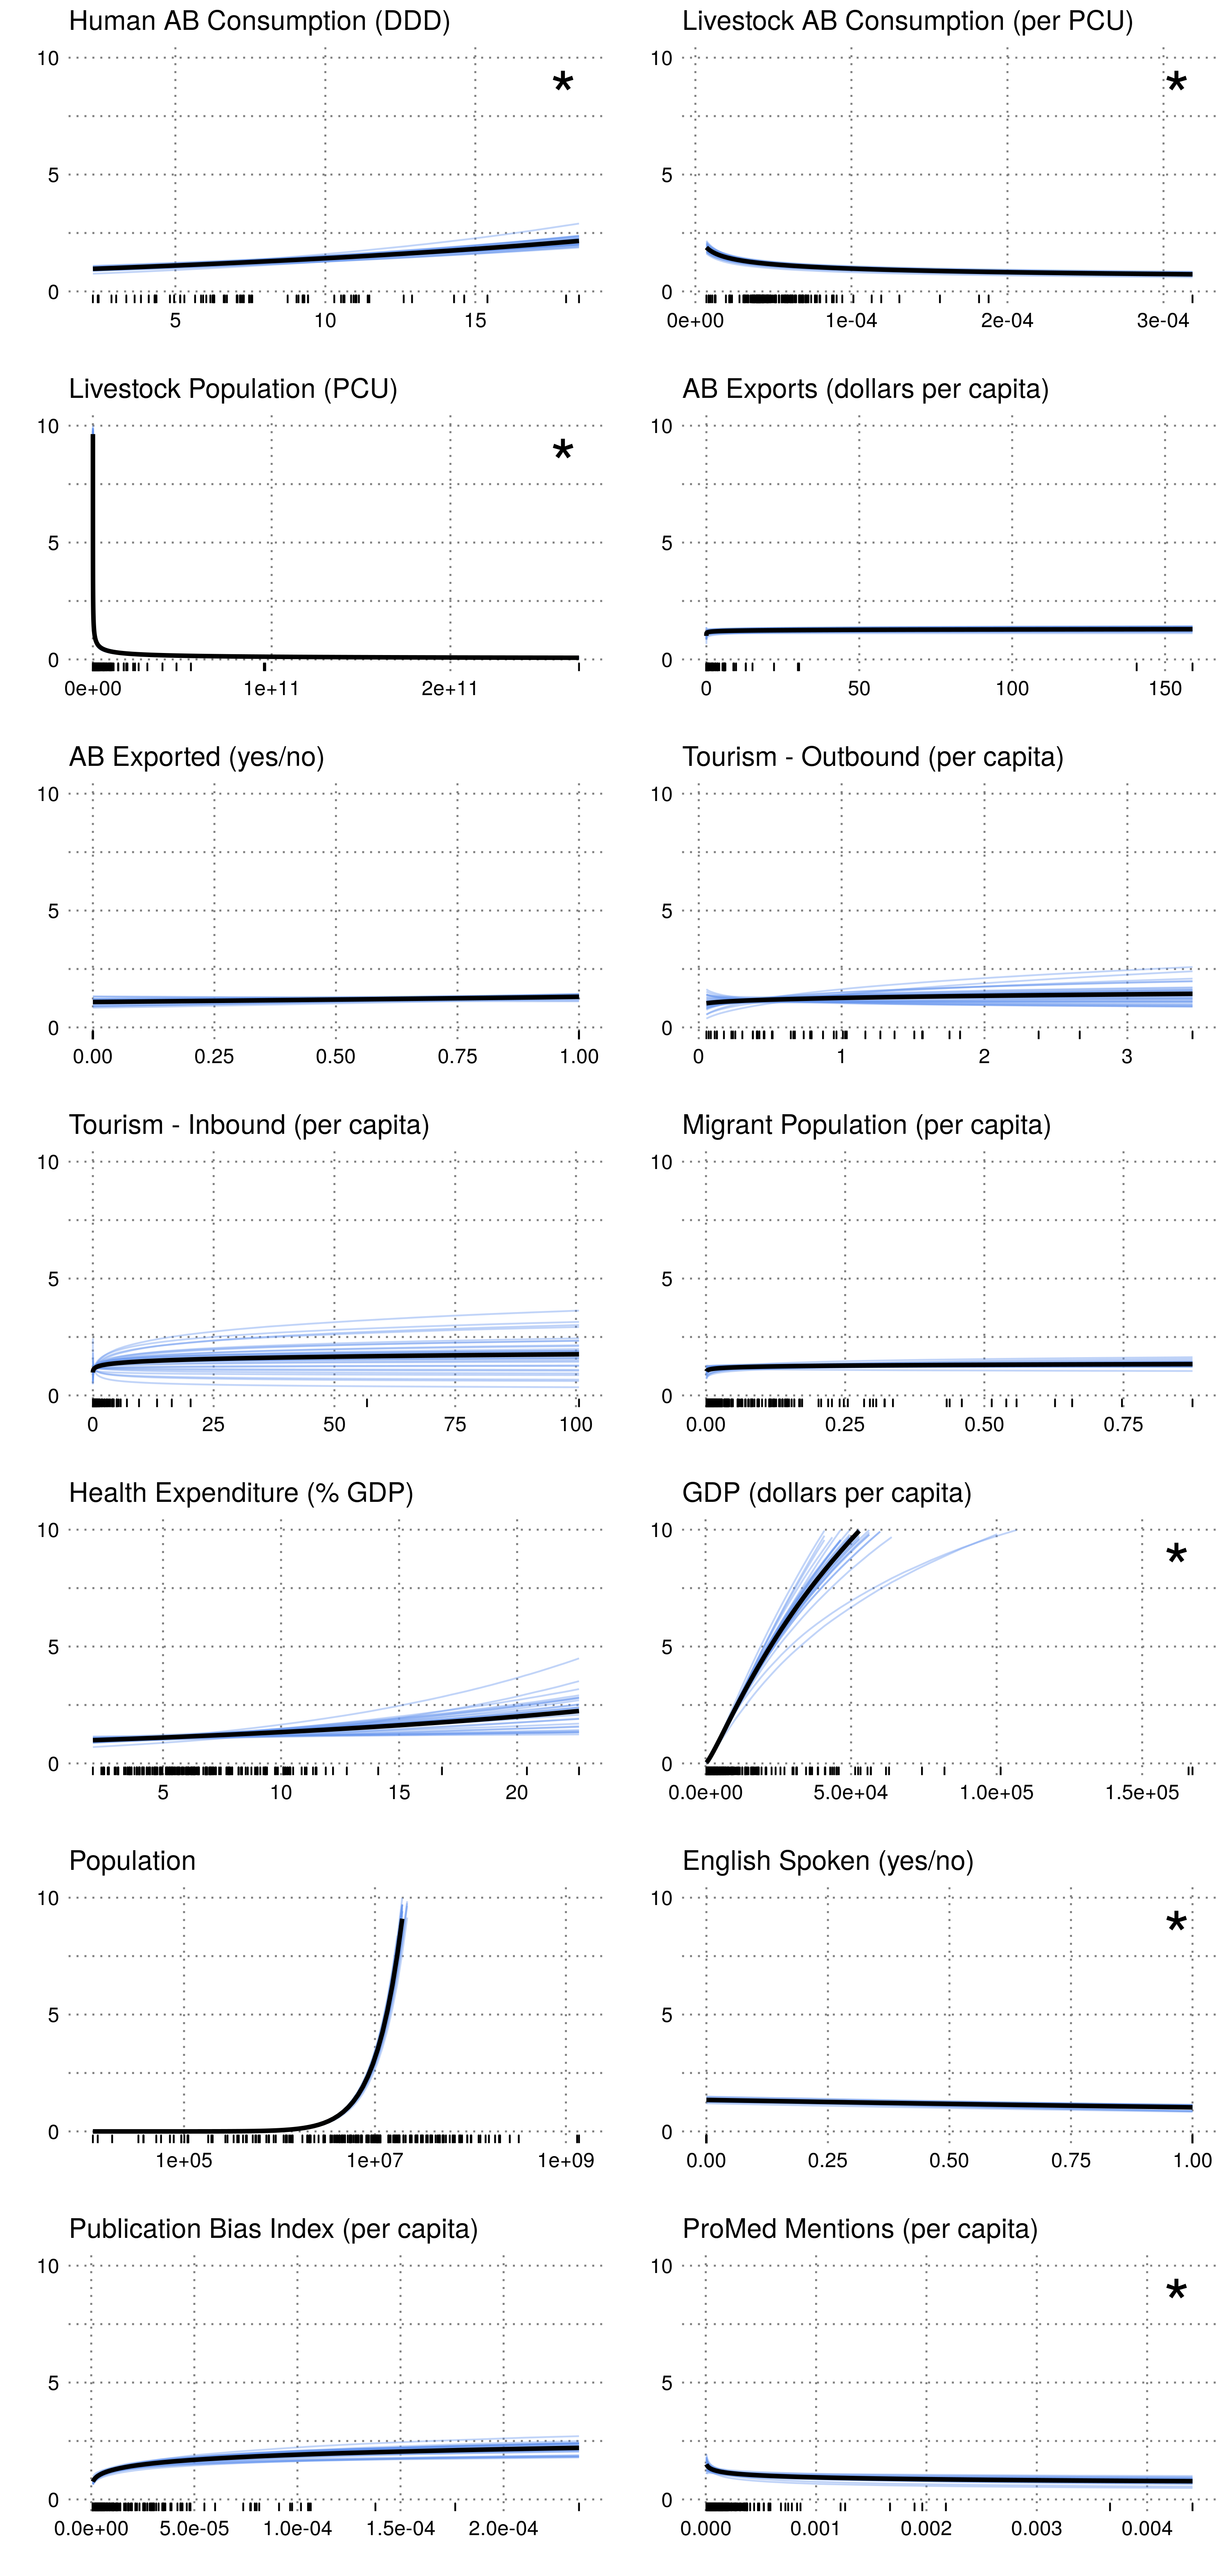 Human AB Consumption (DDD)
10
*
5
0
5 10 15
Livestock AB Consumption (per PCU)
10
*
5
0
0e+00 1e-04 2e-04 3e-04
Livestock Population (PCU)
10
*
5
0
0e+00 1e+11 2e+11
AB Exports (dollars per capita)
10
5
0
0 50 100 150
AB Exported (yes/no)
10
5
0
0.00 0.25 0.50 0.75 1.00
Tourism - Outbound (per capita)
10
5
0
0 1 2 3
Tourism - Inbound (per capita)
10
5
0
0 25 50 75 100
Migrant Population (per capita)
10
5
0
0.00 0.25 0.50 0.75
Health Expenditure (% GDP)
10
5
0
5 10 15 20
GDP (dollars per capita)
10
*
5
0
0.0e+00 5.0e+04 1.0e+05 1.5e+05
Population
10
5
0
1e+05 1e+07 1e+09
English Spoken (yes/no)
10
*
5
0
0.00 0.25 0.50 0.75 1.00
Publication Bias Index (per capita)
10
5
0
0.0e+00 5.0e-05 1.0e-04 1.5e-04 2.0e-04
ProMed Mentions (per capita)
10
*
5
0
0.000 0.001 0.002 0.003 0.004